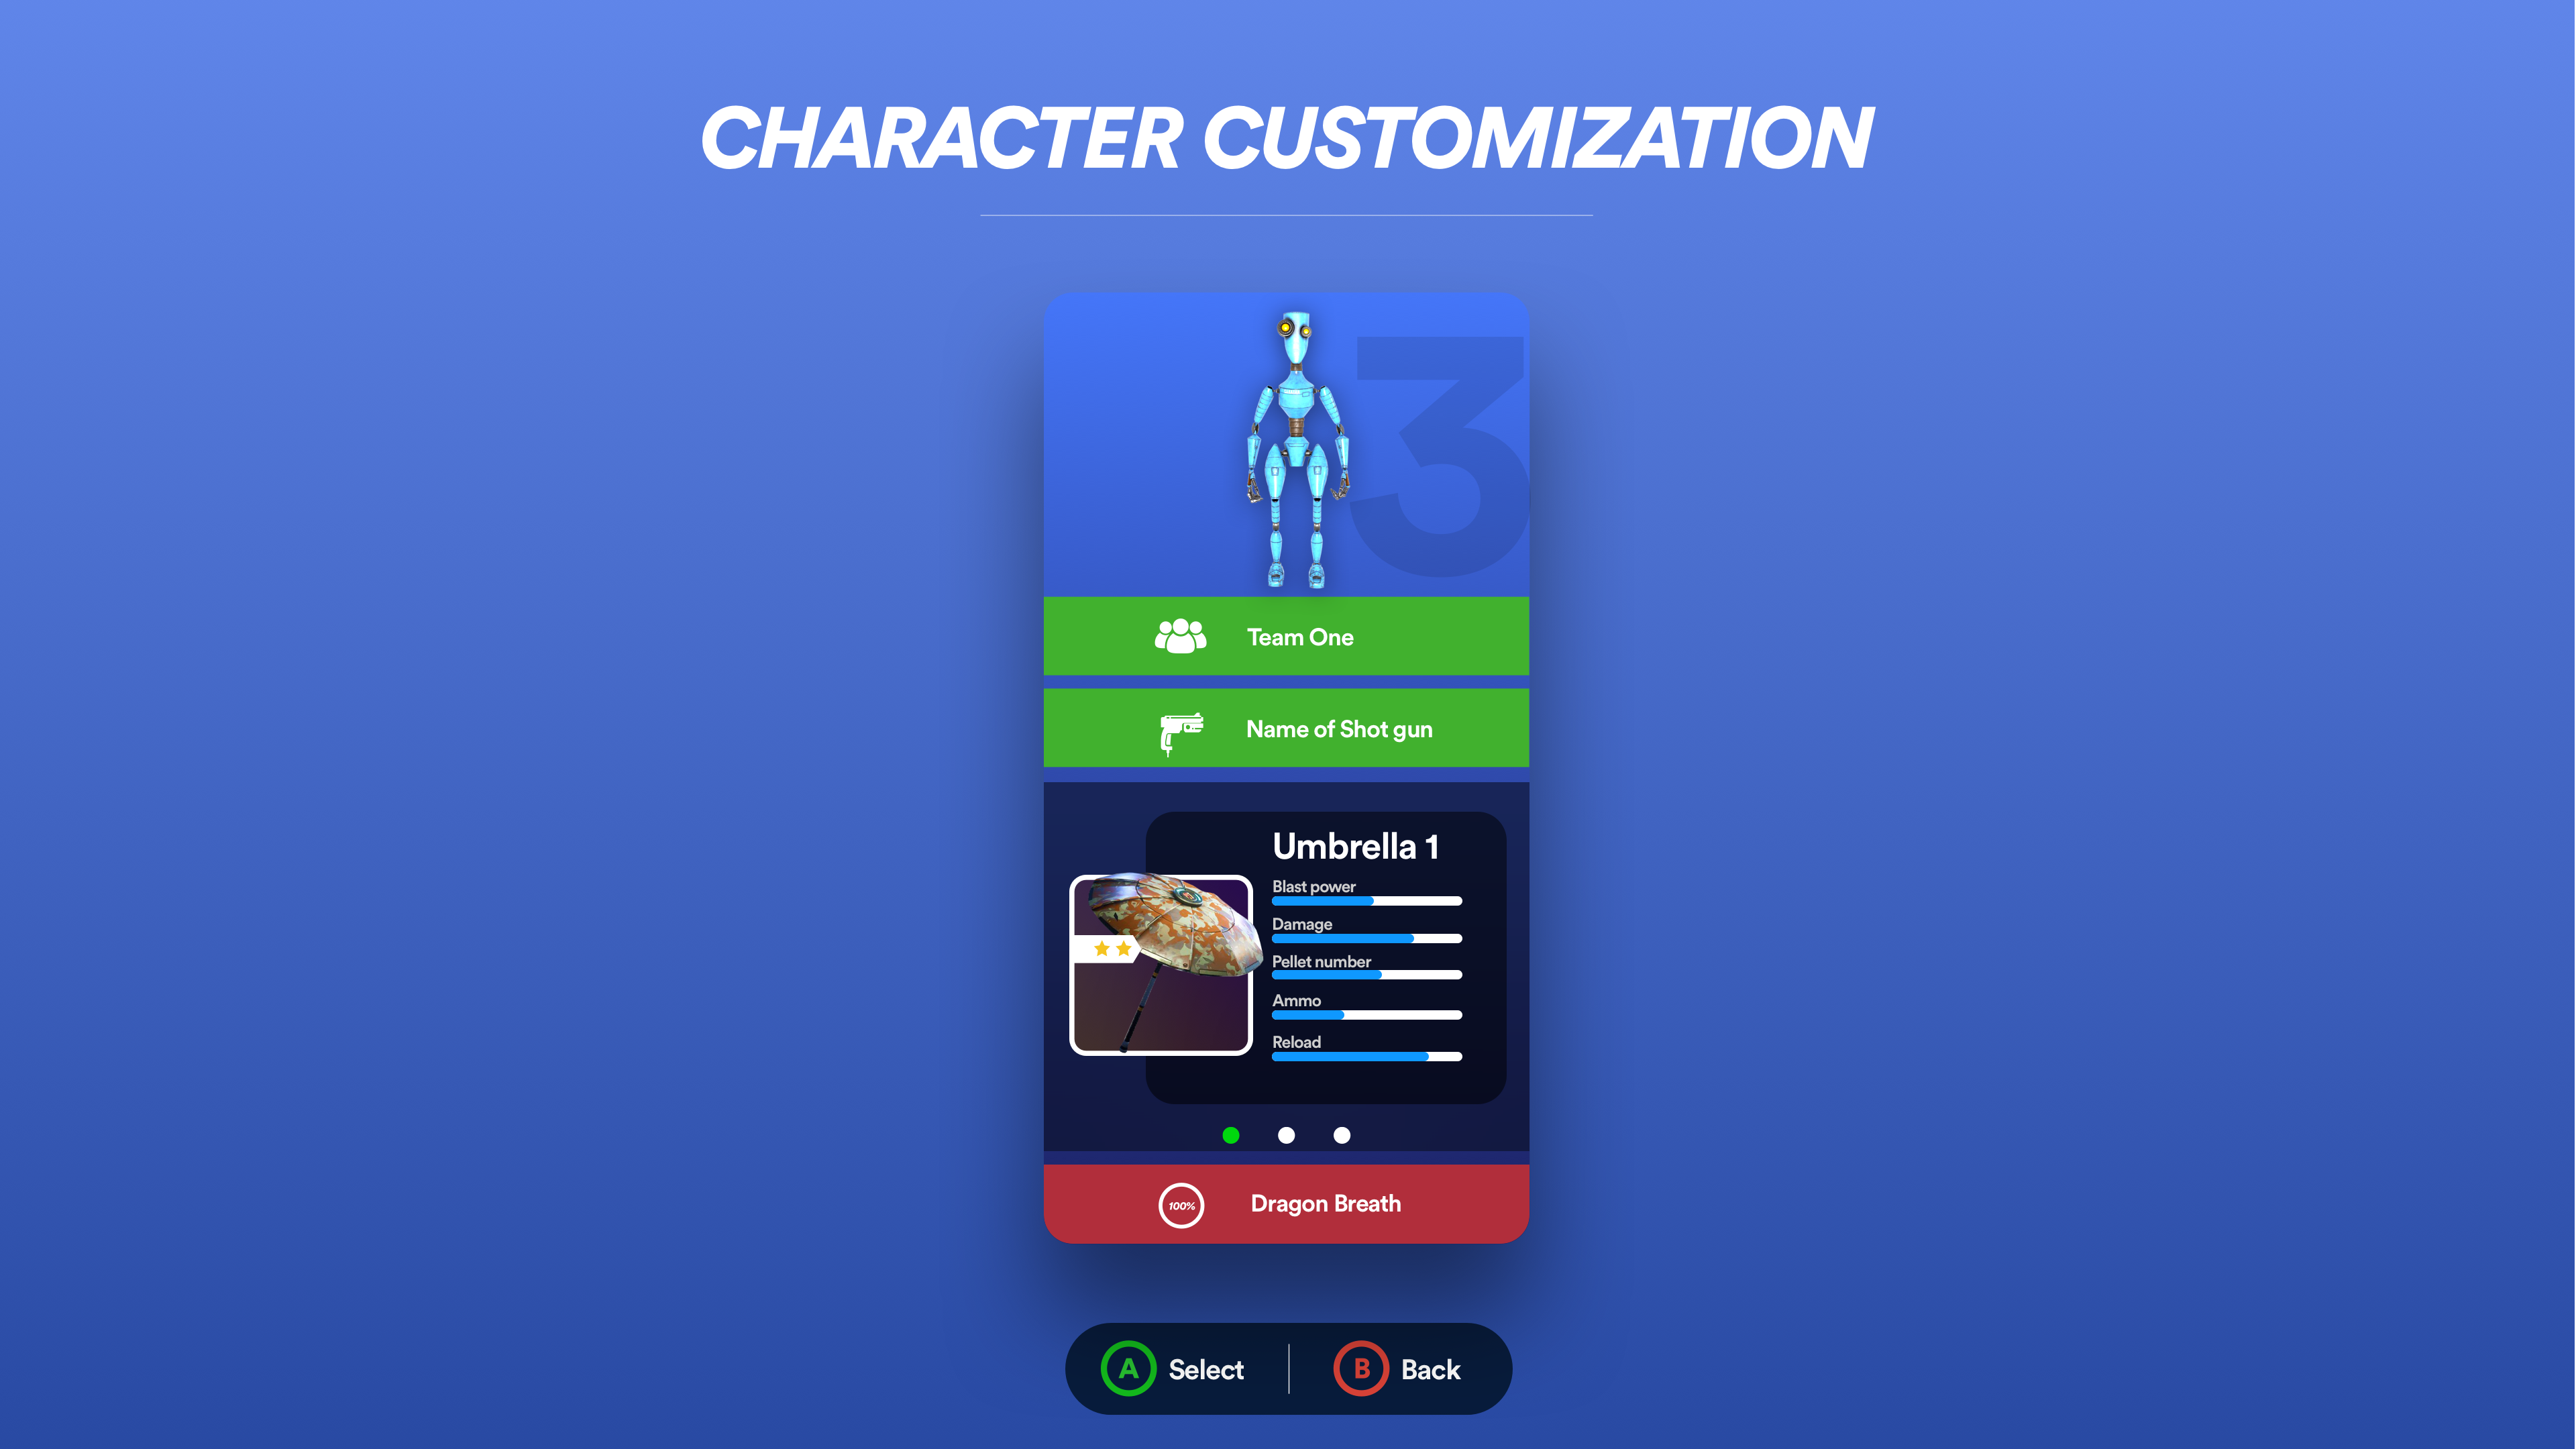 CHARACTER CUSTOMIZATION
3
Team One
Name of Shot gun
Umbrella 1
Blast power
Damage
Pellet number
Ammo
Reload
100% Dragon Breath
A Select
B Back